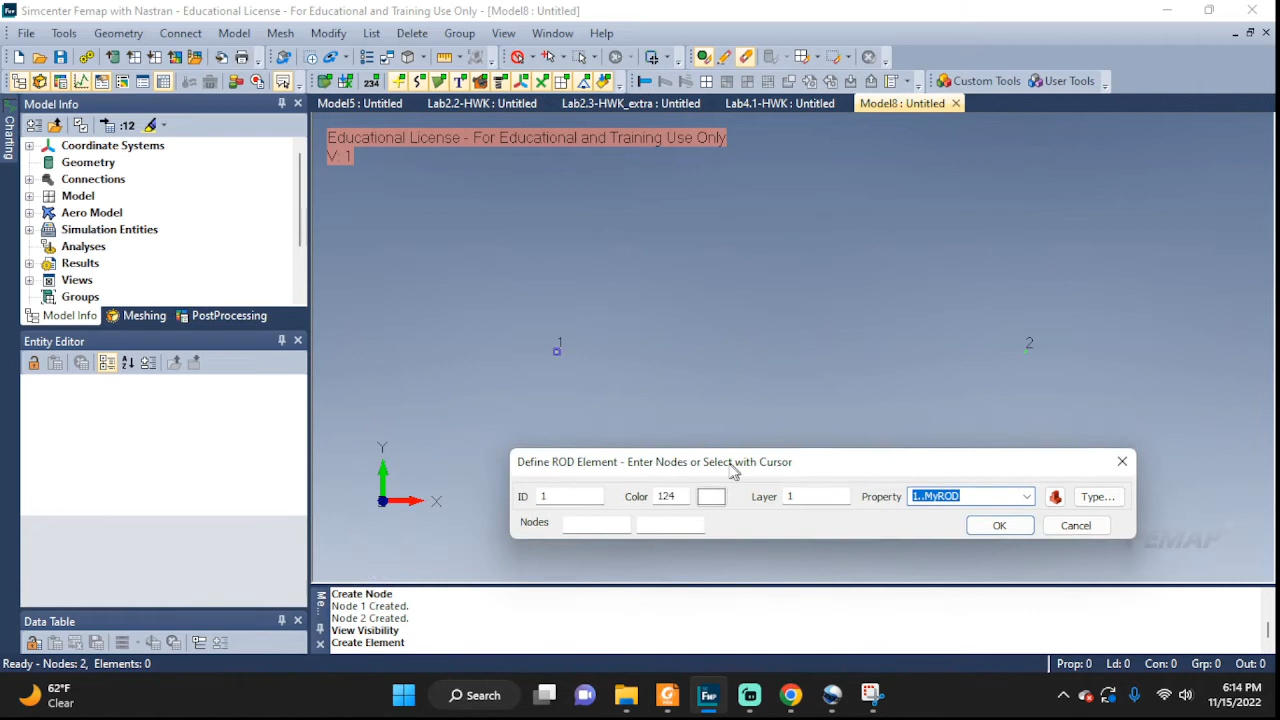 Simcenter Femap with Nastran - Educational License - For Educational and Training Use Only - [Model8 : Untitled]
File Tools Geometry Connect Model Mesh Modify List Delete Group View Window Help
234
Custom Tools User Tools
Charting
Model Info
Model5 : Untitled Lab2.2-HWK : Untitled Lab2.3-HWK_extra : Untitled Lab4.1-HWK : Untitled Model8 : Untitled
:12
Educational License - For Educational and Training Use Only
V: 1
Coordinate Systems
Geometry
Connections
Model
Aero Model
Simulation Entities
Analyses
Results
Views
Groups
Model Info Meshing PostProcessing
Entity Editor
1
2
Y
X
Define ROD Element - Enter Nodes or Select with Cursor
ID 1 Color 124 Layer 1 Property 1..MyROD Type...
Nodes OK Cancel
FEMAP
Me...
Create Node
Node 1 Created.
Node 2 Created.
View Visibility
Create Element
Data Table
Ready - Nodes: 2, Elements: 0 Prop: 0 Ld: 0 Con: 0 Grp: 0 Out: 0
62°F
Clear
Search
6:14 PM
11/15/2022